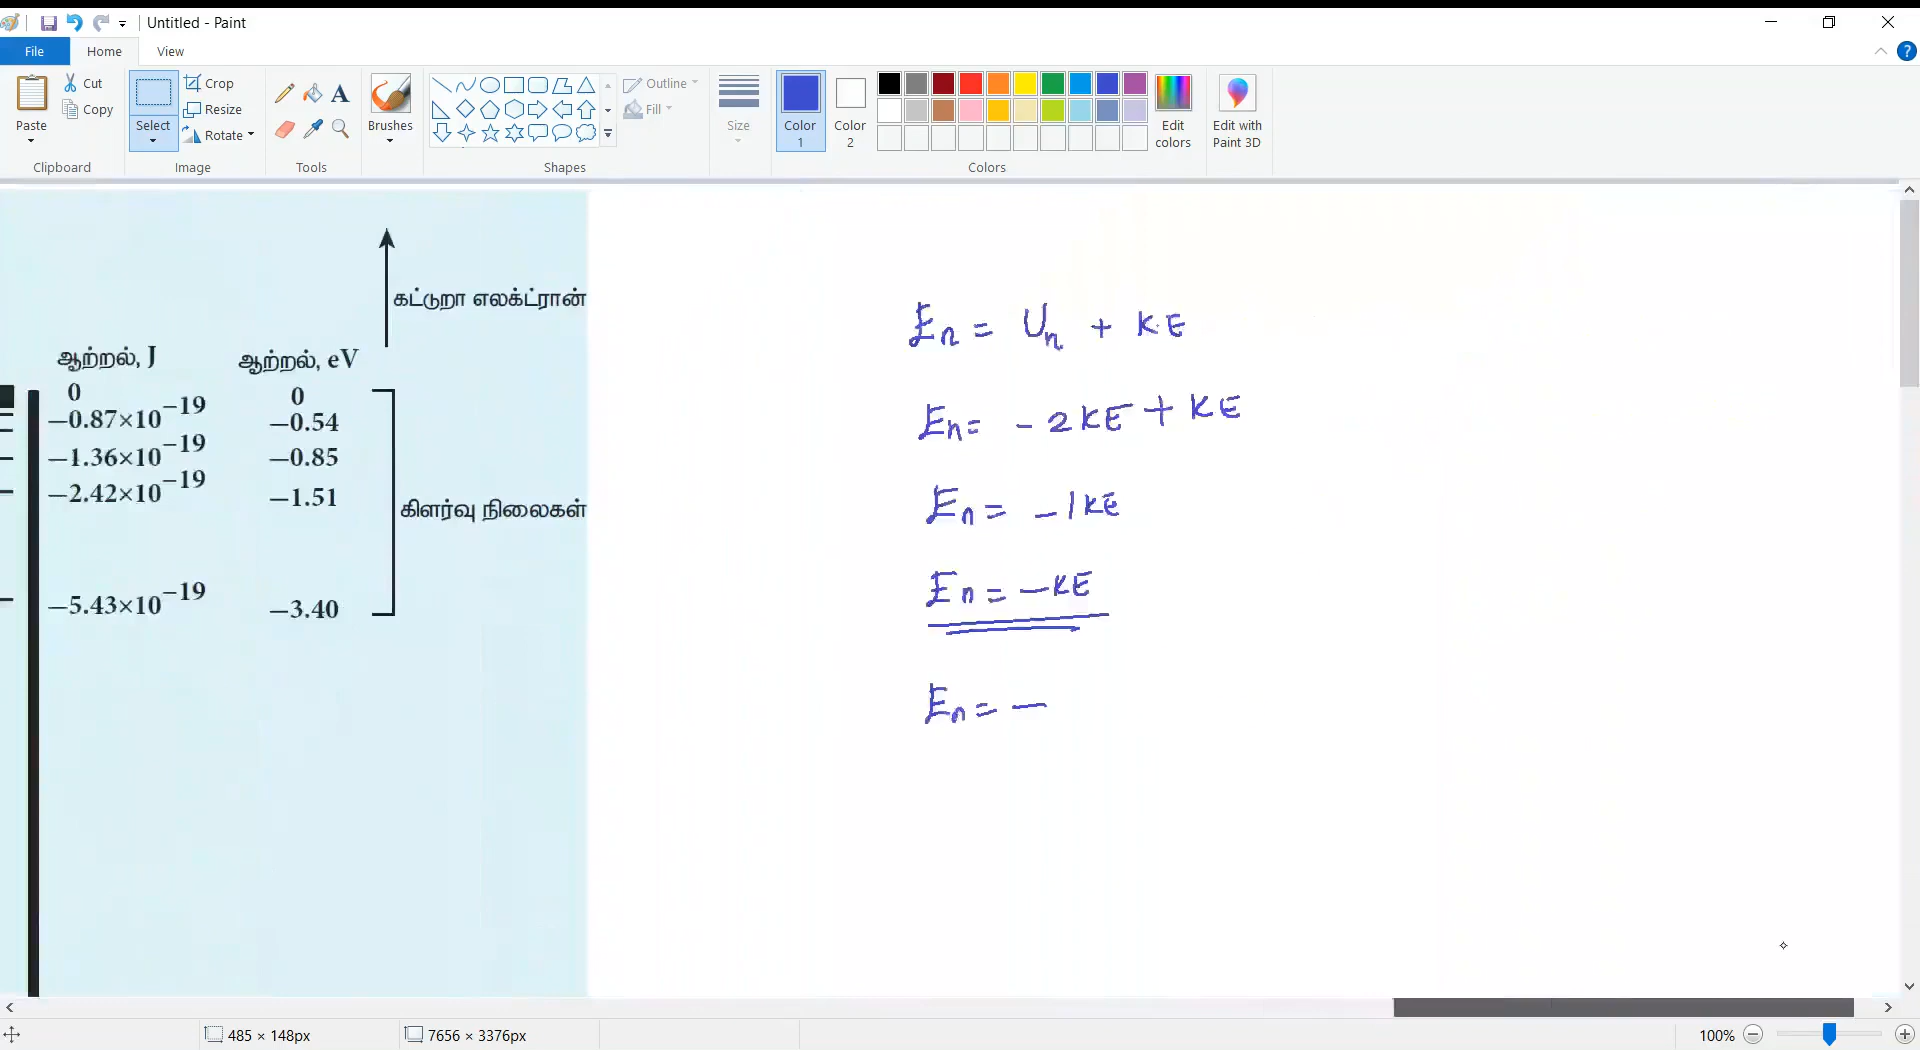 Untitled - Paint
File Home View
Paste
Cut
Copy
Clipboard
Select
Crop
Resize
Rotate
Image
A
Tools
Brushes
Outline
Fill
Shapes
Size
Color 1
Color 2
Edit colors
Colors
Edit with Paint 3D
?
கட்டுறா எலக்ட்ரான்
ஆற்றல், J ஆற்றல், eV
0 0
−0.87×10⁻¹⁹ −0.54
−1.36×10⁻¹⁹ −0.85
−2.42×10⁻¹⁹ −1.51
கிளர்வு நிலைகள்
−5.43×10⁻¹⁹ −3.40
Eₙ = Uₙ + KE
Eₙ = - 2KE + KE
Eₙ = - 1KE
Eₙ = - KE
Eₙ = -
485 × 148px 7656 × 3376px 100%